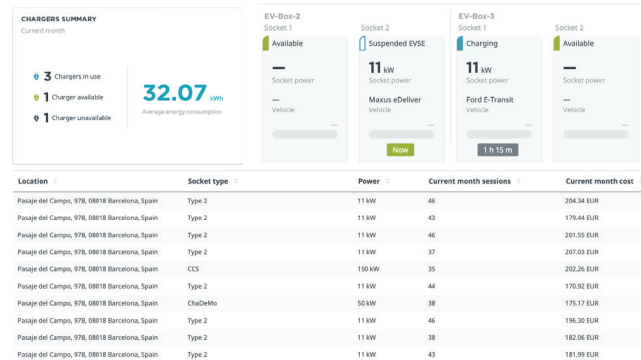 CHARGERS SUMMARY
Current month
3 Chargers in use
1 Charger available
1 Charger unavailable
32.07 kWh
Average energy consumption
EV-Box-2
Socket 1
Available
—
Socket power
—
Vehicle
—
Socket 2
Suspended EVSE
11 kW
Socket power
Maxus eDeliver
Vehicle
—
Now
EV-Box-3
Socket 1
Charging
11 kW
Socket power
Ford E-Transit
Vehicle
—
1 h 15 m
Socket 2
Available
—
Socket power
—
Vehicle
—
Location Socket type Power Current month sessions Current month cost
Pasaje del Campo, 97B, 08018 Barcelona, Spain Type 2 11 kW 46 204.34 EUR
Pasaje del Campo, 97B, 08018 Barcelona, Spain Type 2 11 kW 43 179.44 EUR
Pasaje del Campo, 97B, 08018 Barcelona, Spain Type 2 11 kW 46 201.55 EUR
Pasaje del Campo, 97B, 08018 Barcelona, Spain Type 2 11 kW 37 207.03 EUR
Pasaje del Campo, 97B, 08018 Barcelona, Spain CCS 150 kW 35 202.26 EUR
Pasaje del Campo, 97B, 08018 Barcelona, Spain Type 2 11 kW 44 170.92 EUR
Pasaje del Campo, 97B, 08018 Barcelona, Spain ChaDeMo 50 kW 38 175.17 EUR
Pasaje del Campo, 97B, 08018 Barcelona, Spain Type 2 11 kW 46 196.30 EUR
Pasaje del Campo, 97B, 08018 Barcelona, Spain Type 2 11 kW 38 182.06 EUR
Pasaje del Campo, 97B, 08018 Barcelona, Spain Type 2 11 kW 43 181.99 EUR